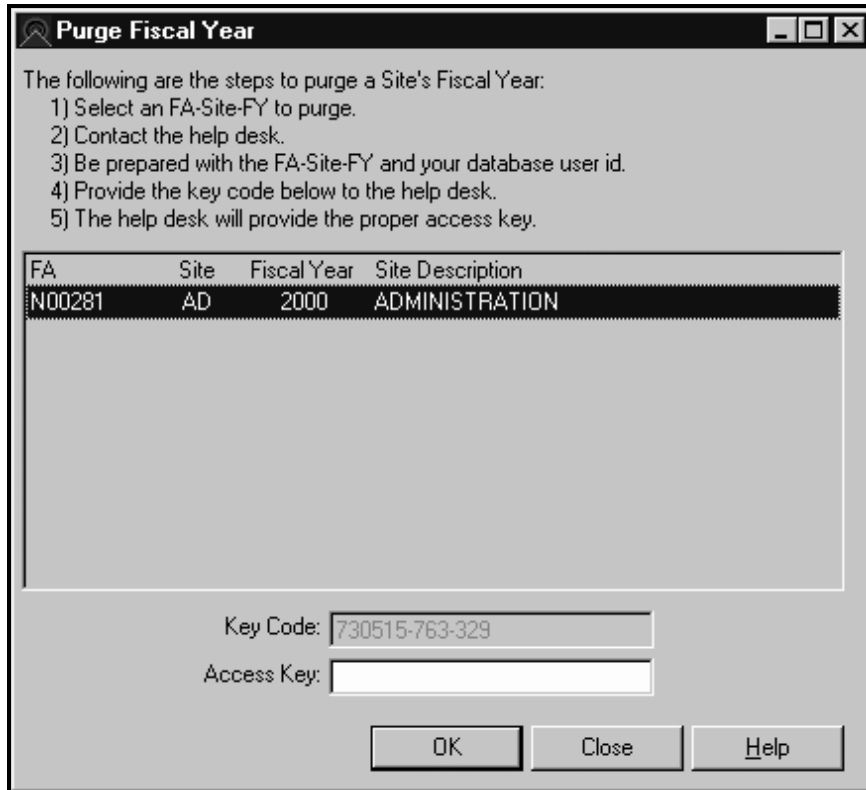 Purge Fiscal Year
The following are the steps to purge a Site's Fiscal Year:
1) Select an FA-Site-FY to purge.
2) Contact the help desk.
3) Be prepared with the FA-Site-FY and your database user id.
4) Provide the key code below to the help desk.
5) The help desk will provide the proper access key.
FA Site Fiscal Year Site Description
N00281 AD 2000 ADMINISTRATION
Key Code: 730515-763-329
Access Key:
OK Close Help